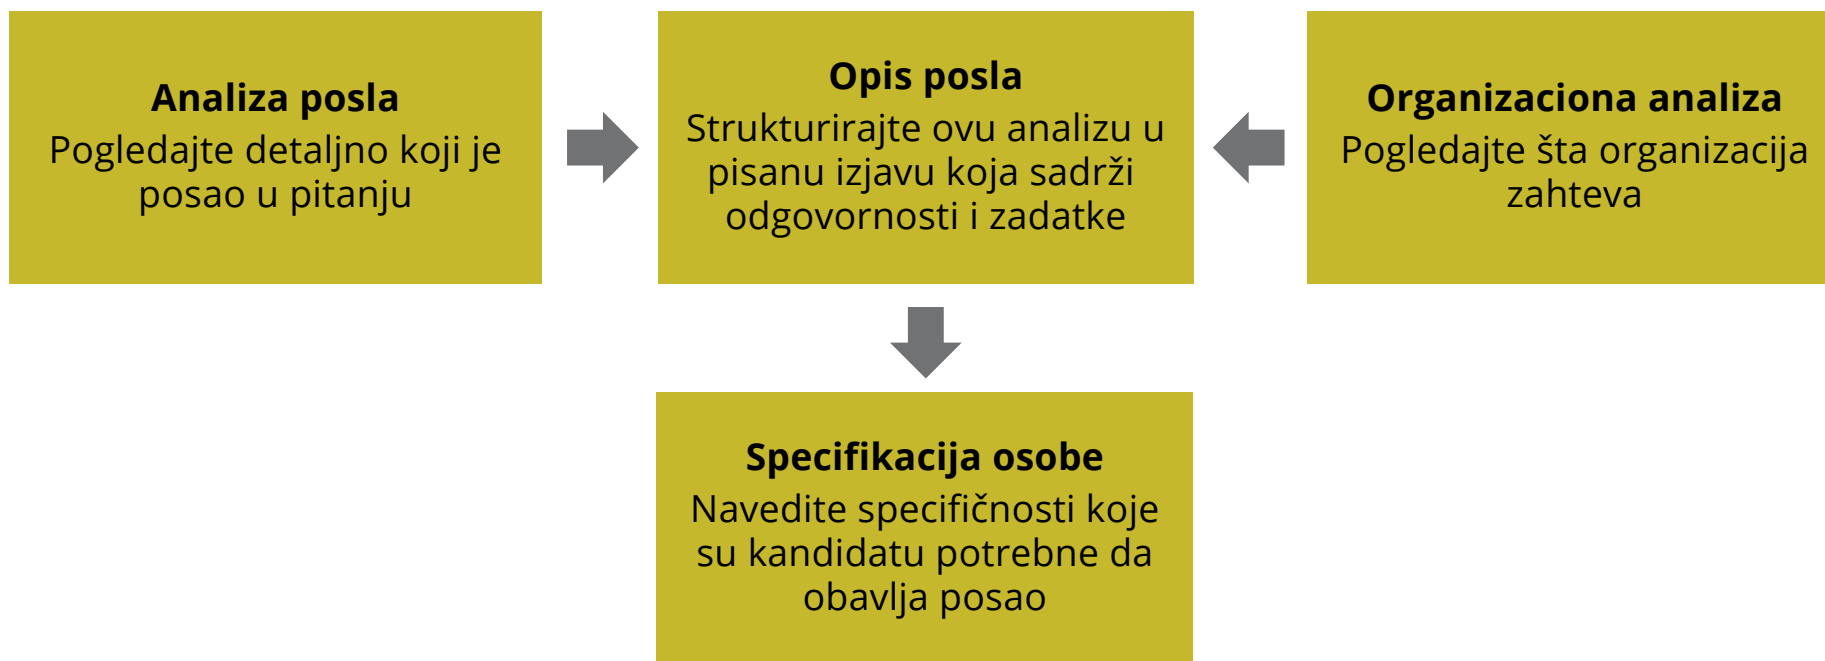 Analiza posla
Pogledajte detaljno koji je
posao u pitanju
Opis posla
Strukturirajte ovu analizu u
pisanu izjavu koja sadrži
odgovornosti i zadatke
Organizaciona analiza
Pogledajte šta organizacija
zahteva
Specifikacija osobe
Navedite specifičnosti koje
su kandidatu potrebne da
obavlja posao